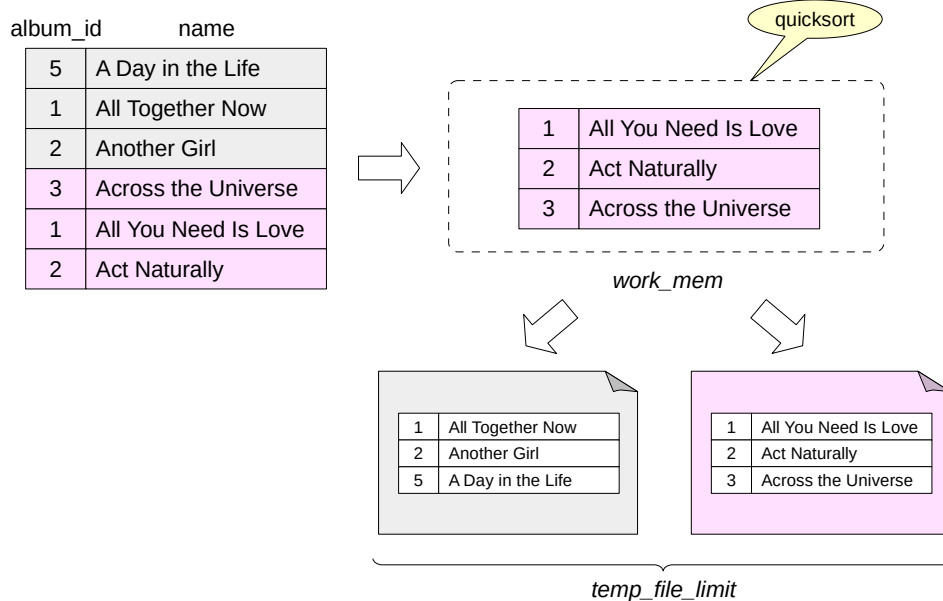 album_id name
5 A Day in the Life
1 All Together Now
2 Another Girl
3 Across the Universe
1 All You Need Is Love
2 Act Naturally
quicksort
1 All You Need Is Love
2 Act Naturally
3 Across the Universe
work_mem
1 All Together Now
2 Another Girl
5 A Day in the Life
1 All You Need Is Love
2 Act Naturally
3 Across the Universe
temp_file_limit